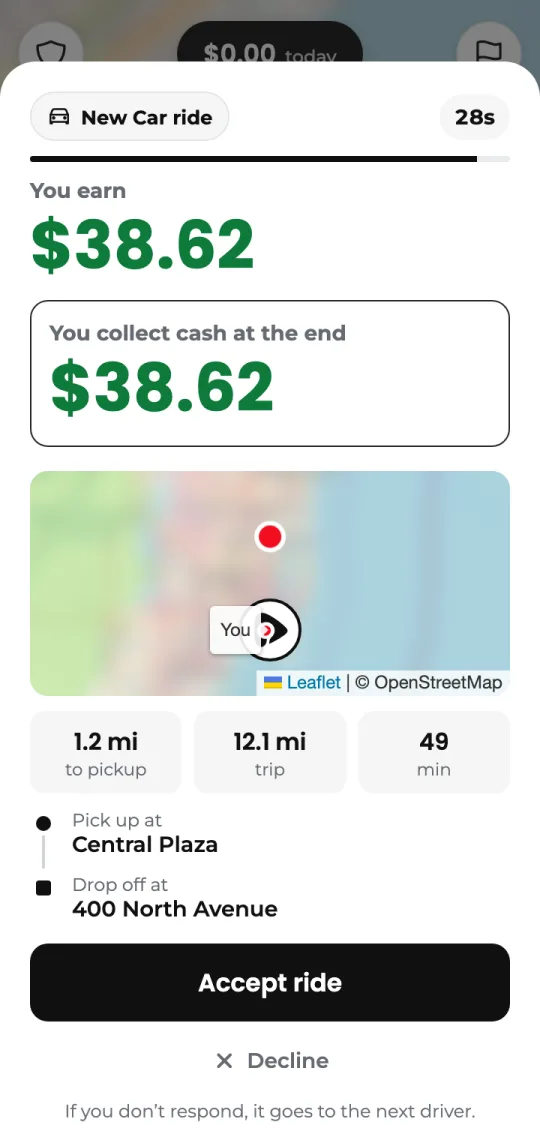 $0.00 today
New Car ride
28s
You earn
$38.62
You collect cash at the end
$38.62
You
Leaflet | © OpenStreetMap
1.2 mi
to pickup
12.1 mi
trip
49
min
Pick up at
Central Plaza
Drop off at
400 North Avenue
Accept ride
Decline
If you don’t respond, it goes to the next driver.